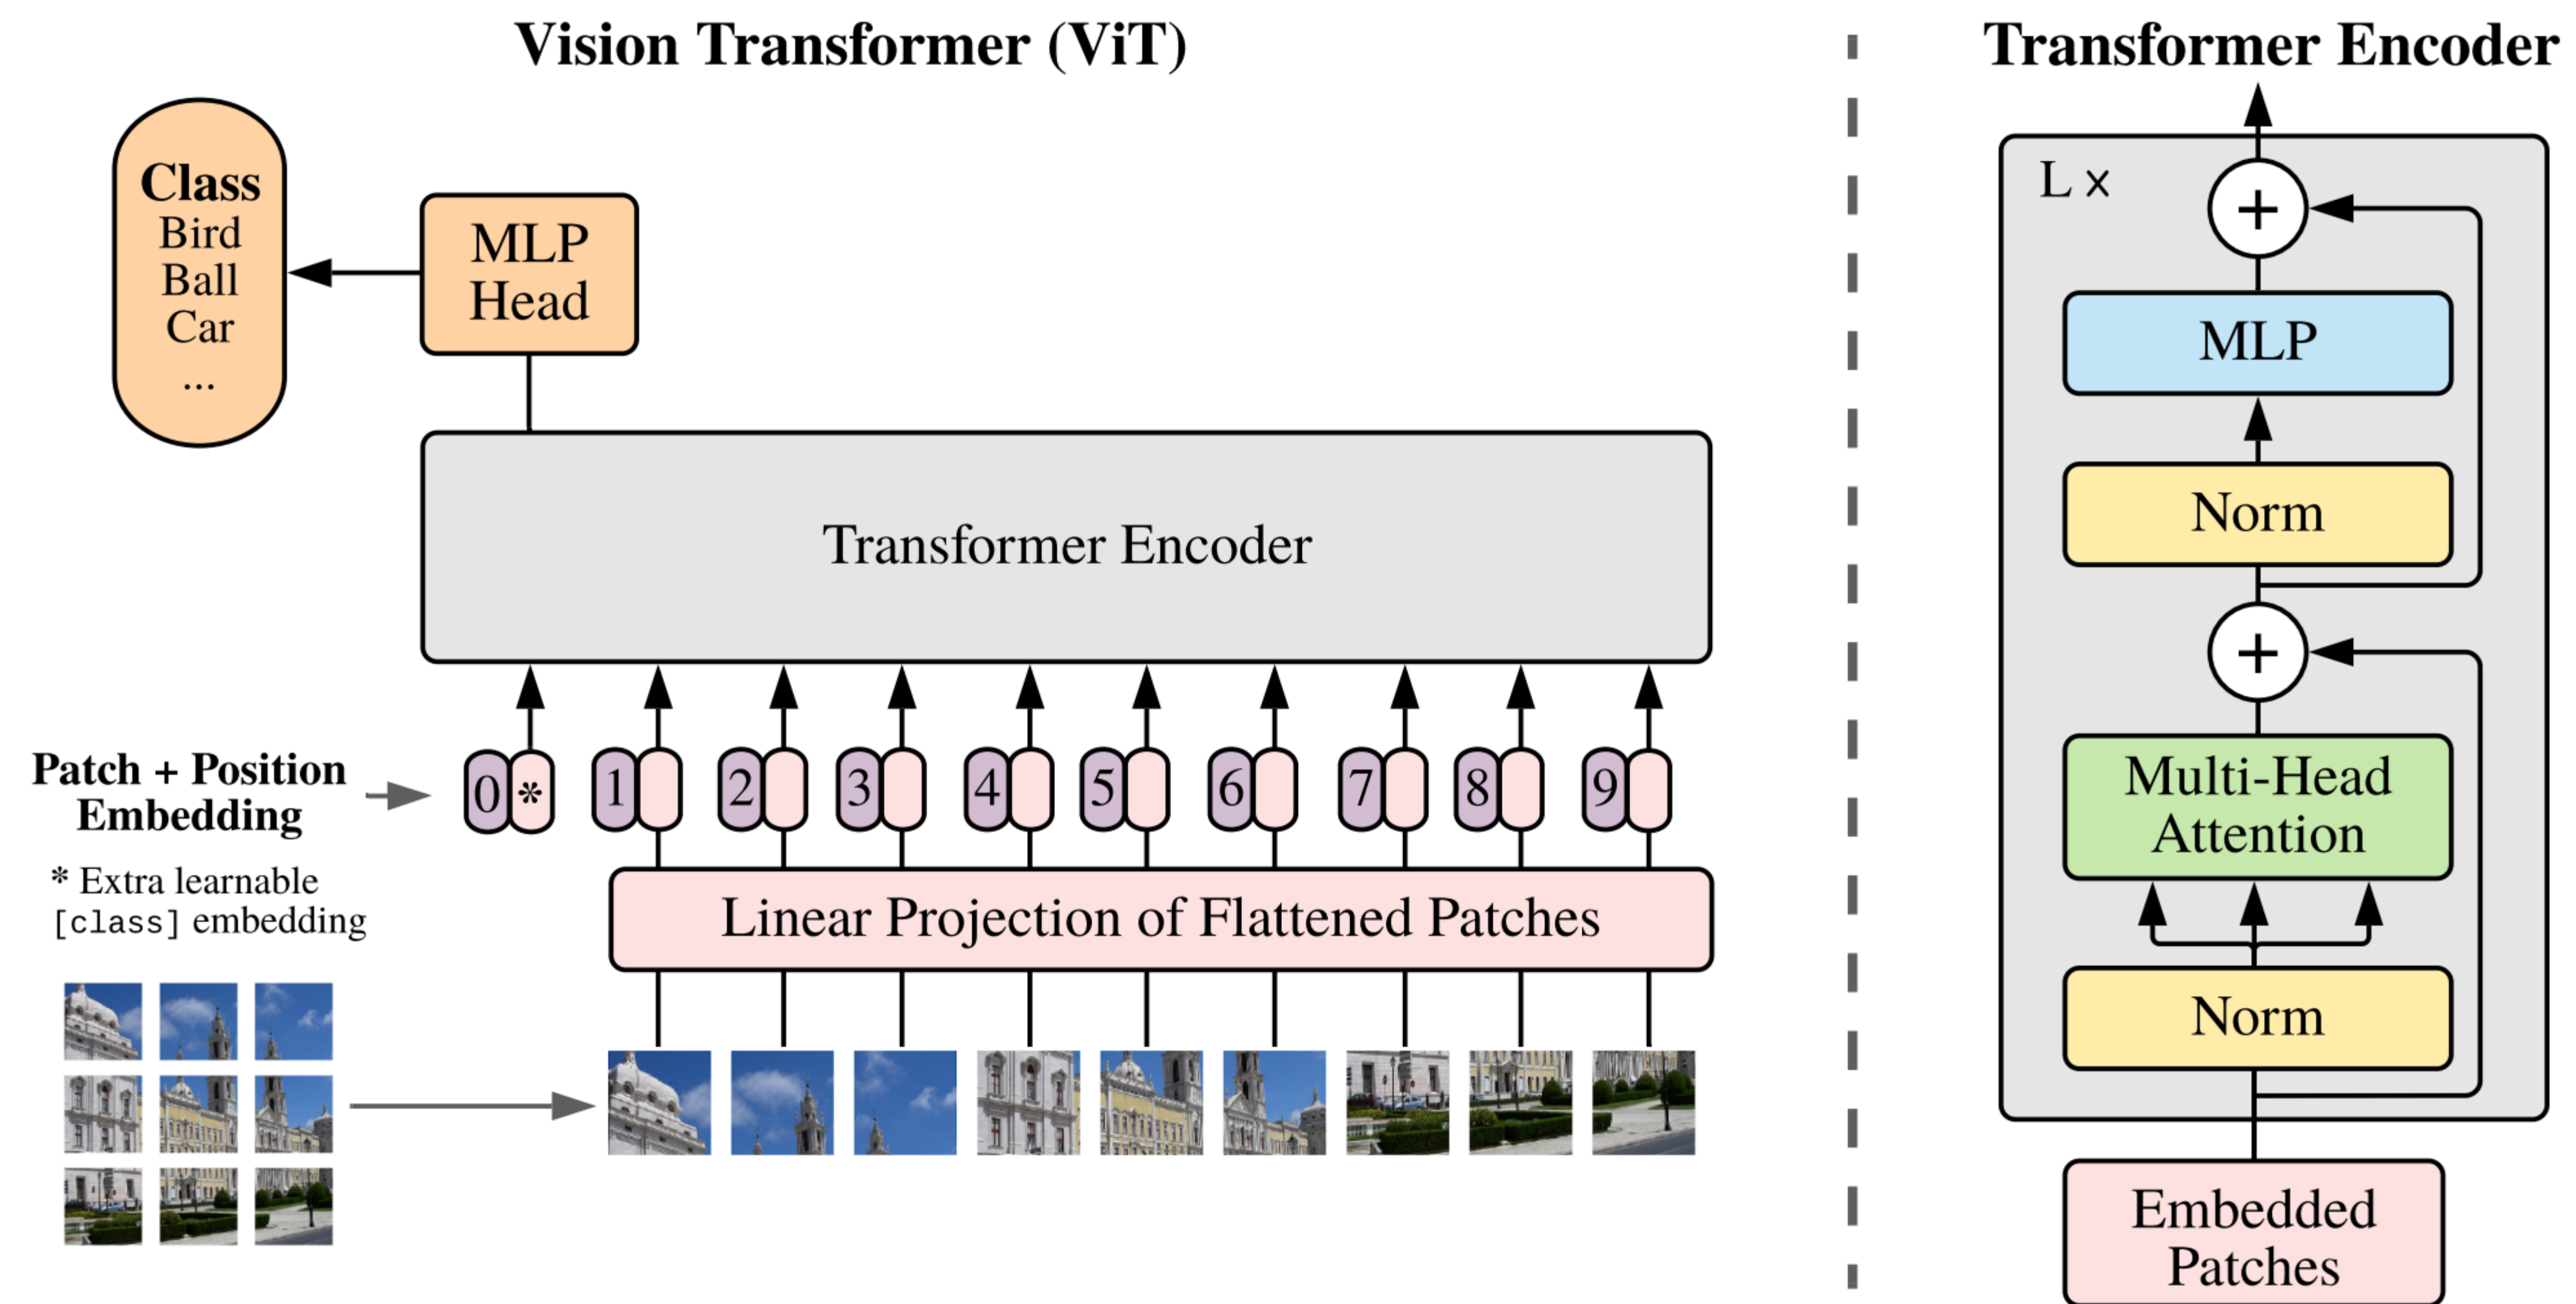 Vision Transformer (ViT)
Class
Bird
Ball
Car
...
MLP
Head
Transformer Encoder
Patch + Position
Embedding
* Extra learnable
[class] embedding
0 * 1 2 3 4 5 6 7 8 9
Linear Projection of Flattened Patches
Transformer Encoder
L ×
+
MLP
Norm
+
Multi-Head
Attention
Norm
Embedded
Patches